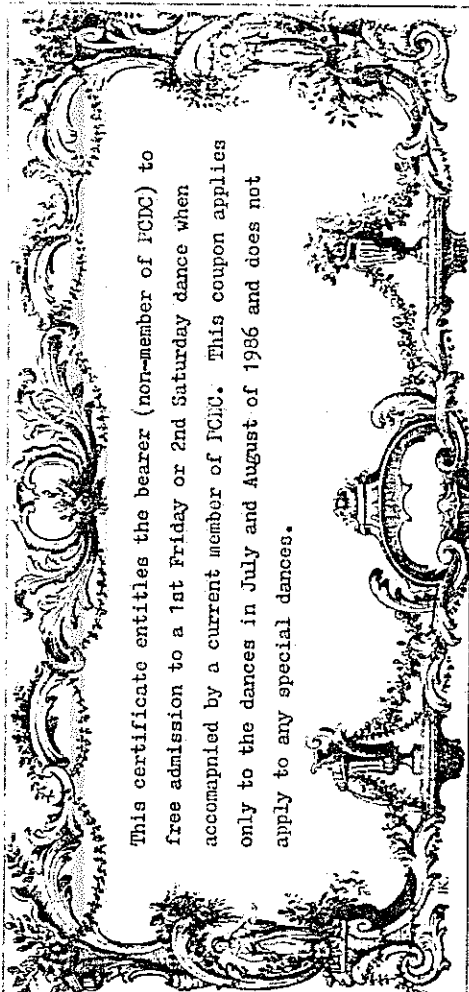 This certificate entitles the bearer (non-member of FCDC) to
free admission to a 1st Friday or 2nd Saturday dance when
accomapnied by a current member of FCDC. This coupon applies
only to the dances in July and August of 1986 and does not
apply to any special dances.